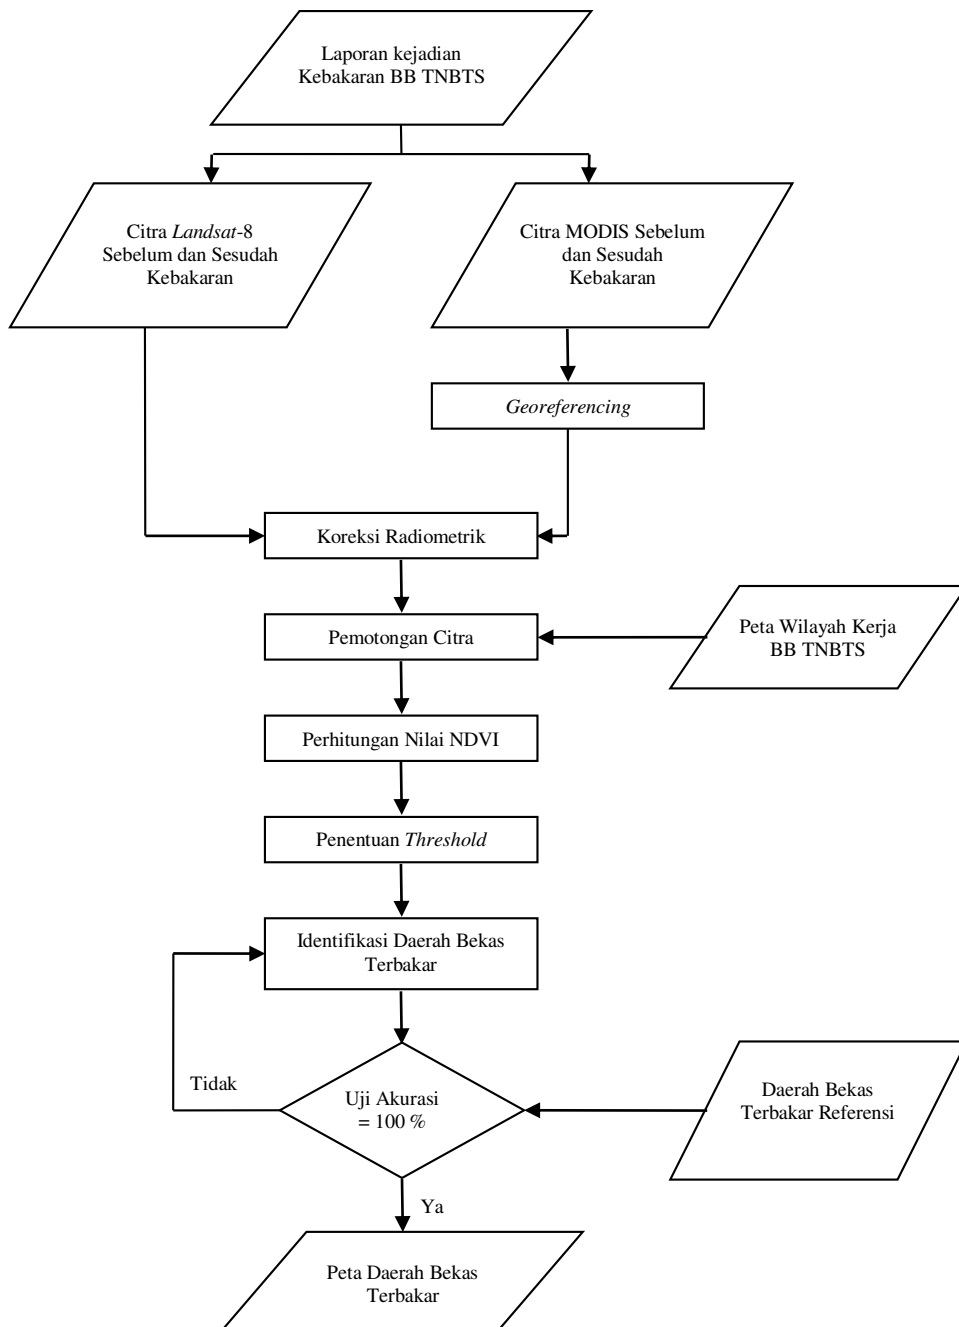 Laporan kejadian
Kebakaran BB TNBTS
Citra Landsat-8
Sebelum dan Sesudah
Kebakaran
Citra MODIS Sebelum
dan Sesudah
Kebakaran
Georeferencing
Koreksi Radiometrik
Pemotongan Citra
Peta Wilayah Kerja
BB TNBTS
Perhitungan Nilai NDVI
Penentuan Threshold
Identifikasi Daerah Bekas
Terbakar
Tidak
Uji Akurasi
= 100 %
Daerah Bekas
Terbakar Referensi
Ya
Peta Daerah Bekas
Terbakar